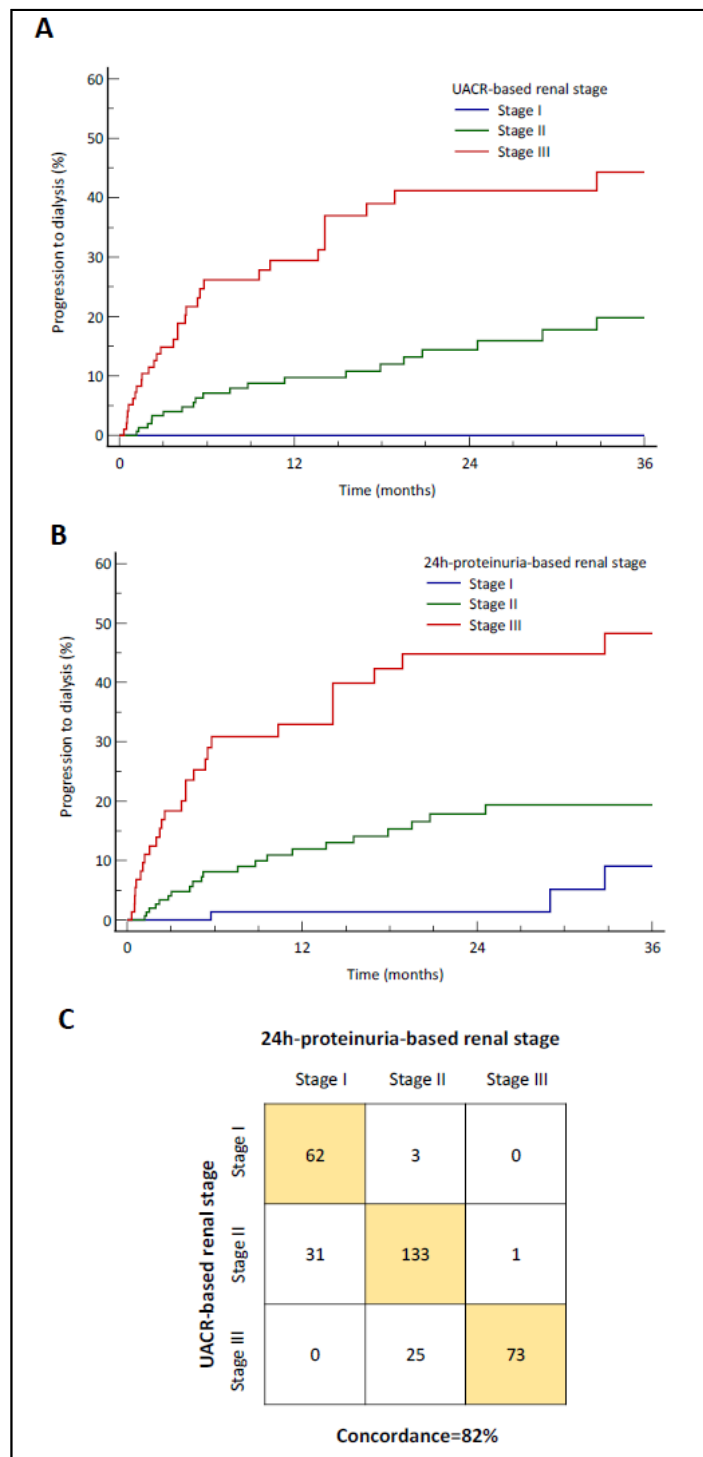 A
60
50
40
30
20
10
0
Progression to dialysis (%)
UACR-based renal stage
Stage I
Stage II
Stage III
0 12 24 36
Time (months)
B
60
50
40
30
20
10
0
Progression to dialysis (%)
24h-proteinuria-based renal stage
Stage I
Stage II
Stage III
0 12 24 36
Time (months)
C
24h-proteinuria-based renal stage
Stage I Stage II Stage III
UACR-based renal stage
Stage I 62 3 0
Stage II 31 133 1
Stage III 0 25 73
Concordance=82%